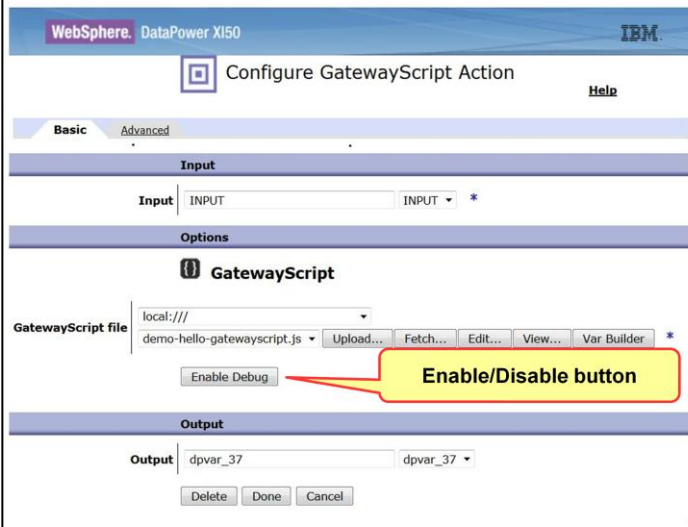 WebSphere. DataPower XI50 IBM.
Configure GatewayScript Action
Help
Basic Advanced
Input
Input INPUT INPUT *
Options
{} GatewayScript
local:///
GatewayScript file
demo-hello-gatewayscript.js Upload... Fetch... Edit... View... Var Builder *
Enable Debug Enable/Disable button
Output
Output dpvar_37 dpvar_37
Delete Done Cancel